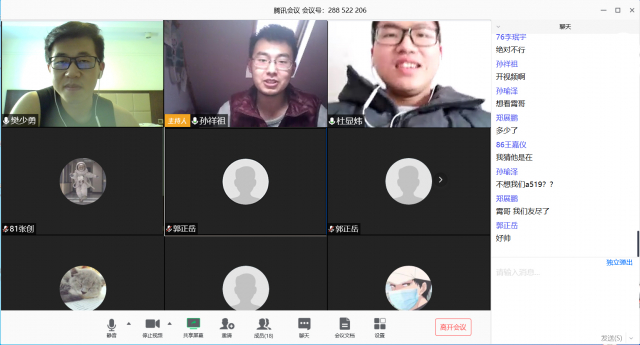 腾讯会议 会议号：288 522 206
樊少勇
主持人 孙祥祖
杜显炜
81张创
郭正岳
郭正岳
静音
停止视频
共享屏幕
邀请
成员(18)
聊天
会议文档
设置
离开会议
聊天
76李珉宇
绝对不行
孙祥祖
开视频啊
孙瑜泽
想看霄哥
郑展鹏
多少了
86王嘉仪
我猜他是在
孙瑜泽
不想我们a519？？
郑展鹏
霄哥 我们友尽了
郭正岳
好帅
独立弹出
请输入消息...
发送(S)